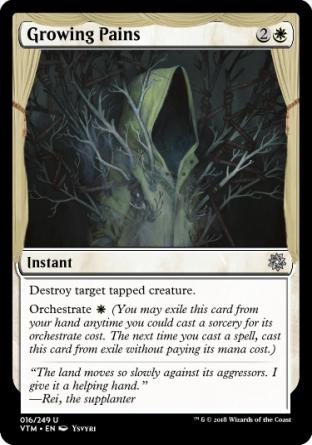 Growing Pains 2
Instant
Destroy target tapped creature.
Orchestrate (You may exile this card from
your hand anytime you could cast a sorcery for its
orchestrate cost. The next time you cast a spell, cast
this card from exile without paying its mana cost.)
“The land moves so slowly against its aggressors. I
give it a helping hand.”
—Rei, the supplanter
016/249 U
VTM • EN Ysvyri
™ & © 2018 Wizards of the Coast